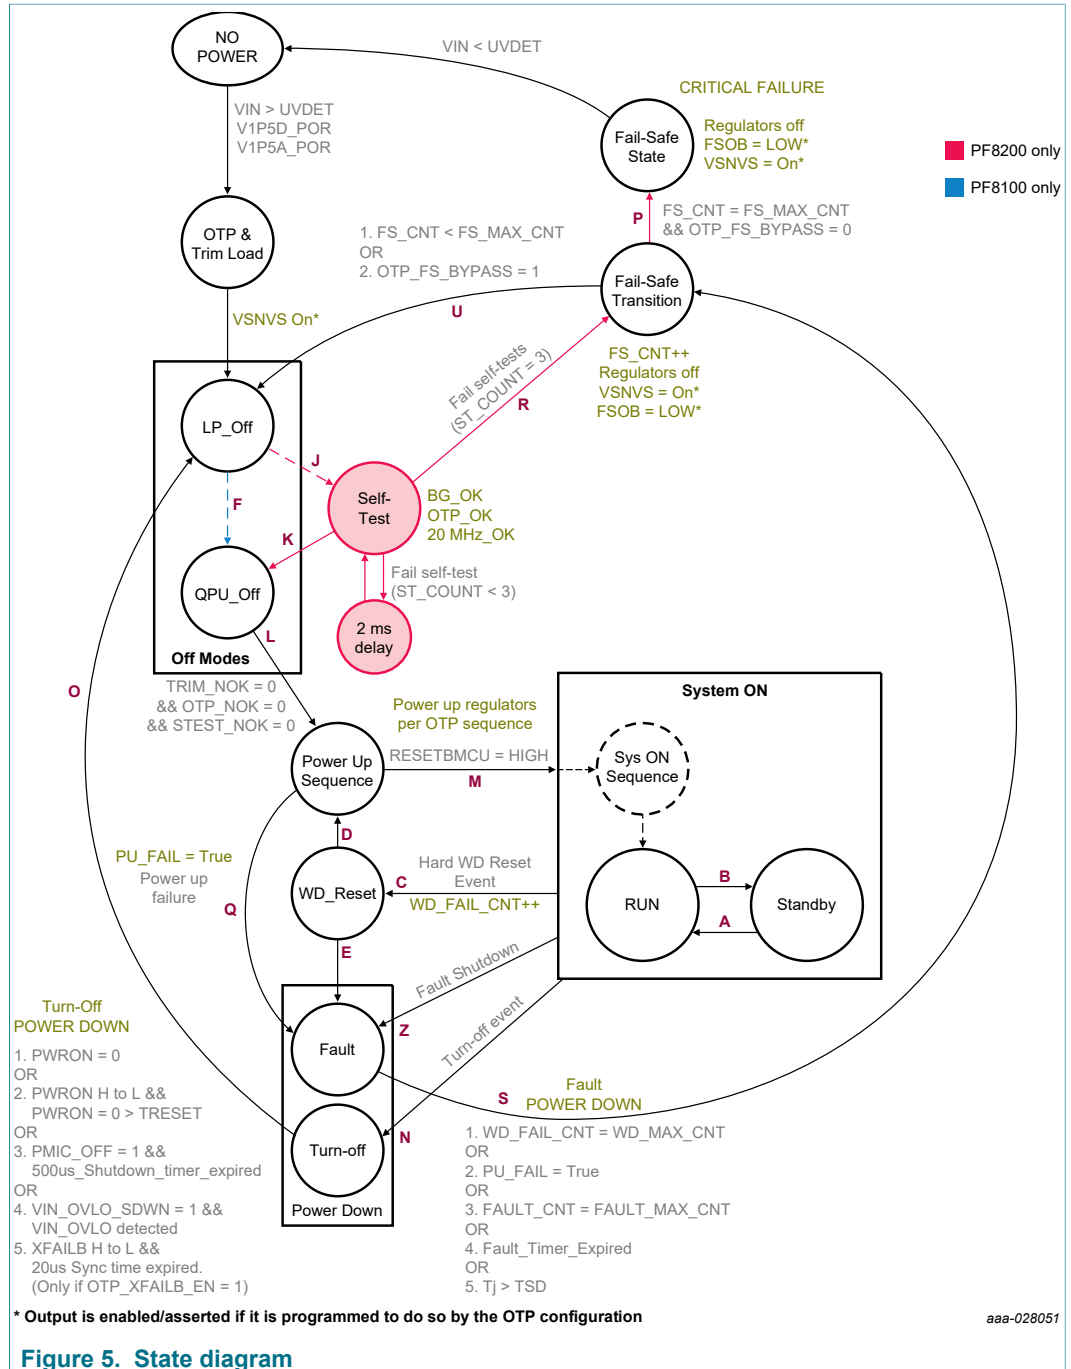 NO
POWER
VIN < UVDET
VIN > UVDET
V1P5D_POR
V1P5A_POR
CRITICAL FAILURE
Regulators off
FSOB = LOW*
VSNVS = On*
Fail-Safe
State
PF8200 only
PF8100 only
P
FS_CNT = FS_MAX_CNT
&& OTP_FS_BYPASS = 0
OTP &
Trim Load
1. FS_CNT < FS_MAX_CNT
OR
2. OTP_FS_BYPASS = 1
Fail-Safe
Transition
U
VSNVS On*
FS_CNT++
Regulators off
VSNVS = On*
FSOB = LOW*
Fail self-tests
(ST_COUNT = 3)
R
LP_Off
J
F
Self-
Test
BG_OK
OTP_OK
20 MHz_OK
K
QPU_Off
Fail self-test
(ST_COUNT < 3)
2 ms
delay
L
Off Modes
O
TRIM_NOK = 0
&& OTP_NOK = 0
&& STEST_NOK = 0
Power up regulators
per OTP sequence
System ON
Power Up
Sequence
RESETBMCU = HIGH
M
Sys ON
Sequence
D
PU_FAIL = True
Power up
failure
Q
WD_Reset
C
Hard WD Reset
Event
WD_FAIL_CNT++
RUN
B
A
Standby
E
Fault Shutdown
Z
Turn-off event
Turn-Off
POWER DOWN
1. PWRON = 0
OR
2. PWRON H to L &&
PWRON = 0 > TRESET
OR
3. PMIC_OFF = 1 &&
500us_Shutdown_timer_expired
OR
4. VIN_OVLO_SDWN = 1 &&
VIN_OVLO detected
5. XFAILB H to L &&
20us Sync time expired.
(Only if OTP_XFAILB_EN = 1)
Fault
Turn-off
Power Down
N
S
Fault
POWER DOWN
1. WD_FAIL_CNT = WD_MAX_CNT
OR
2. PU_FAIL = True
OR
3. FAULT_CNT = FAULT_MAX_CNT
OR
4. Fault_Timer_Expired
OR
5. Tj > TSD
* Output is enabled/asserted if it is programmed to do so by the OTP configuration
aaa-028051
Figure 5. State diagram